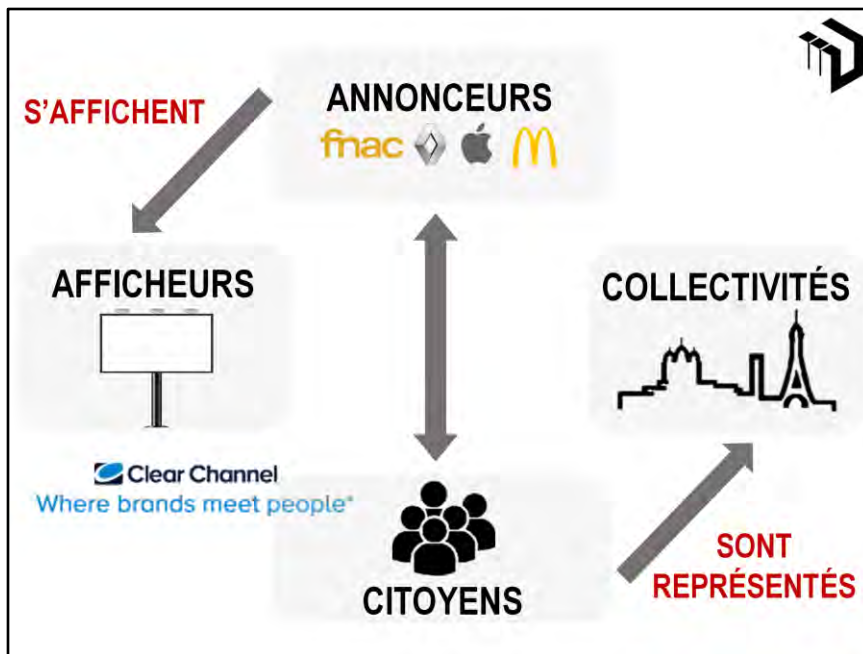 ANNONCEURS
fnac
S'AFFICHENT
AFFICHEURS
Clear Channel
Where brands meet people®
COLLECTIVITÉS
CITOYENS
SONT
REPRÉSENTÉS